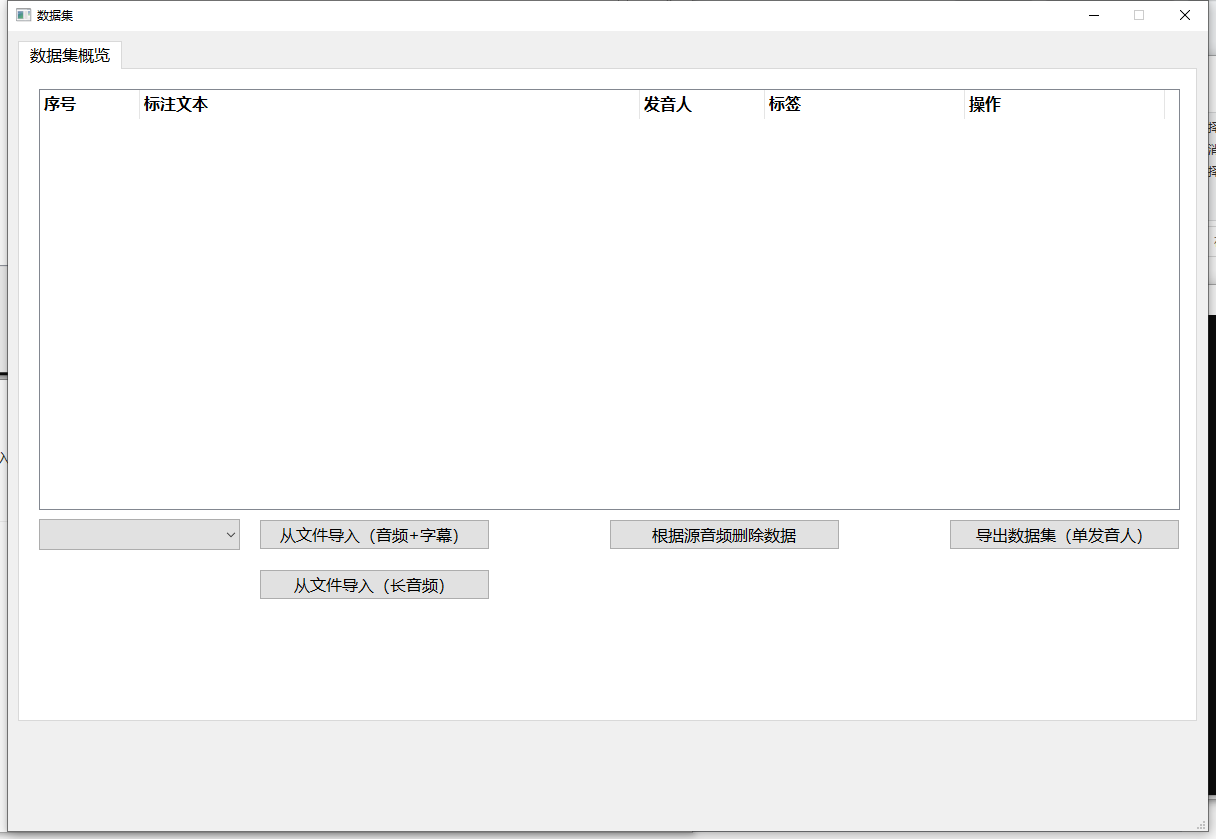 数据集
数据集概览
序号 标注文本 发音人 标签 操作
从文件导入（音频+字幕） 根据源音频删除数据 导出数据集（单发音人）
从文件导入（长音频）